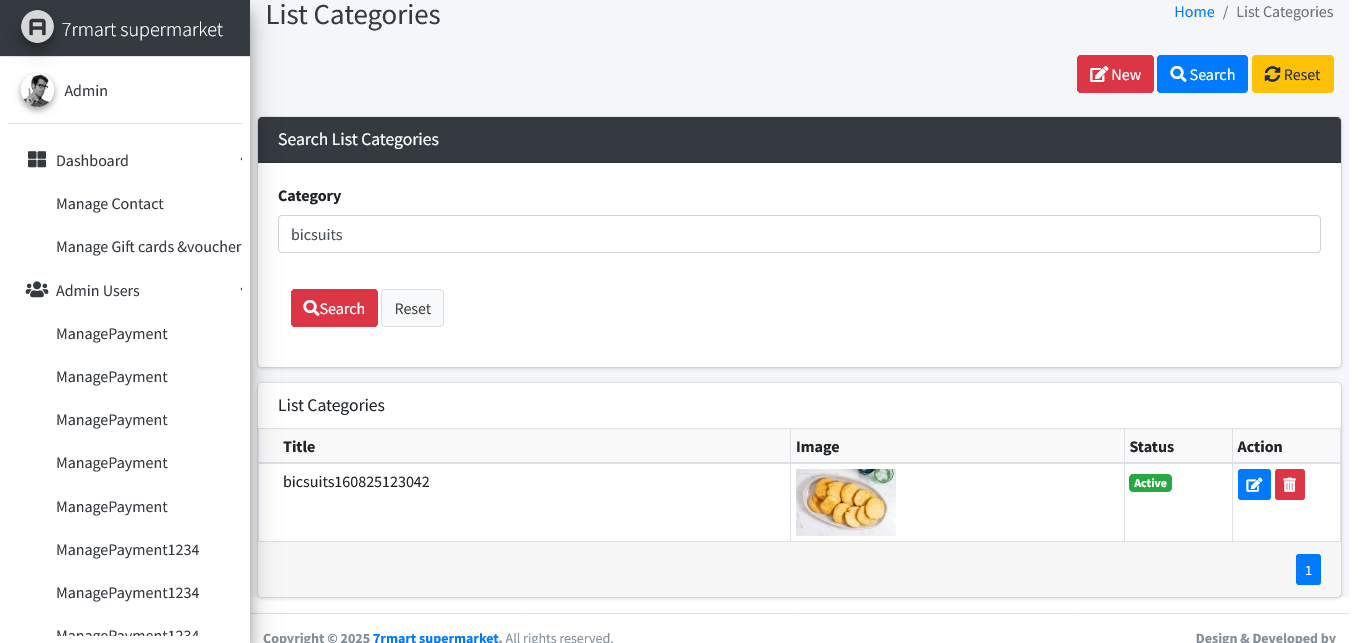 7rmart supermarket
Admin
Dashboard
Manage Contact
Manage Gift cards &voucher
Admin Users
ManagePayment
ManagePayment
ManagePayment
ManagePayment
ManagePayment
ManagePayment1234
ManagePayment1234
ManagePayment1234
List Categories
Home / List Categories
New
Search
Reset
Search List Categories
Category
bicsuits
Search
Reset
List Categories
Title Image Status Action
bicsuits160825123042 Active
1
Copyright © 2025 7rmart supermarket. All rights reserved.
Design & Developed by